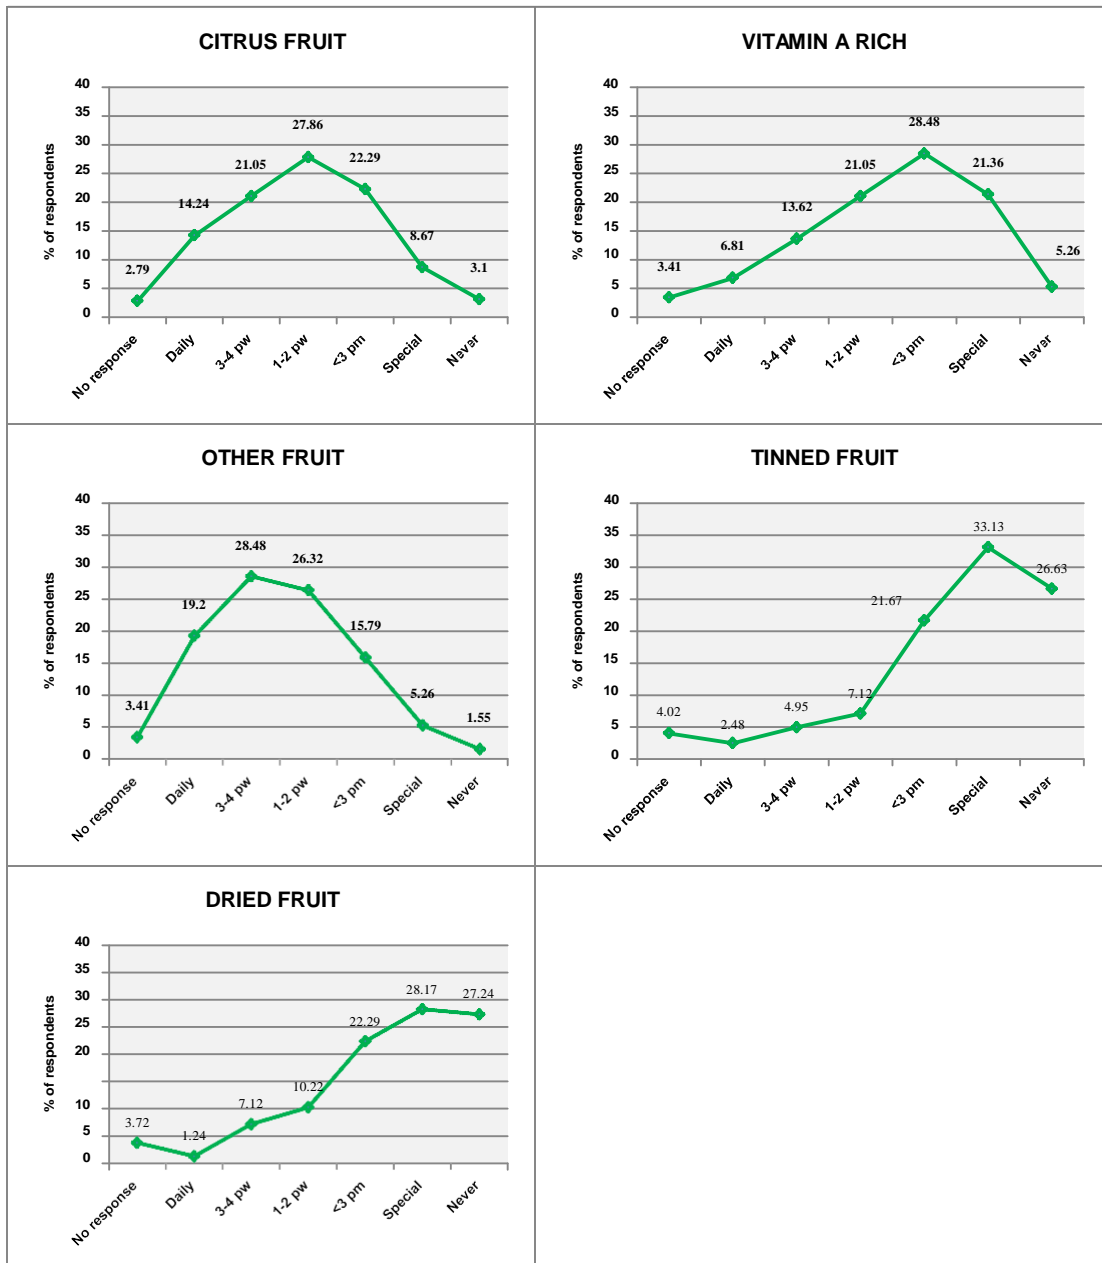 CITRUS FRUIT
% of respondents
40
35
30
25
20
15
10
5
0
2.79
14.24
21.05
27.86
22.29
8.67
3.1
No response
Daily
3-4 pw
1-2 pw
<3 pm
Special
Never
VITAMIN A RICH
% of respondents
40
35
30
25
20
15
10
5
0
3.41
6.81
13.62
21.05
28.48
21.36
5.26
No response
Daily
3-4 pw
1-2 pw
<3 pm
Special
Never
OTHER FRUIT
% of respondents
40
35
30
25
20
15
10
5
0
3.41
19.2
28.48
26.32
15.79
5.26
1.55
No response
Daily
3-4 pw
1-2 pw
<3 pm
Special
Never
TINNED FRUIT
% of respondents
40
35
30
25
20
15
10
5
0
4.02
2.48
4.95
7.12
21.67
33.13
26.63
No response
Daily
3-4 pw
1-2 pw
<3 pm
Special
Never
DRIED FRUIT
% of respondents
40
35
30
25
20
15
10
5
0
3.72
1.24
7.12
10.22
22.29
28.17
27.24
No response
Daily
3-4 pw
1-2 pw
<3 pm
Special
Never